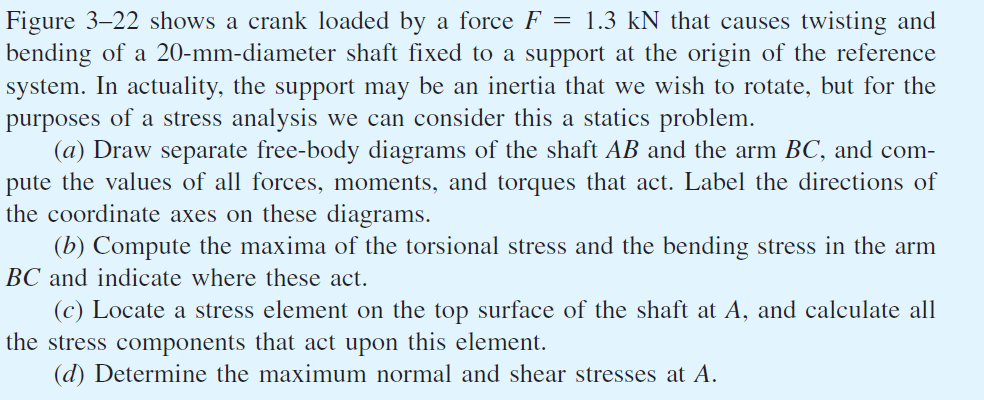 Figure 3–22 shows a crank loaded by a force F = 1.3 kN that causes twisting and
bending of a 20-mm-diameter shaft fixed to a support at the origin of the reference
system. In actuality, the support may be an inertia that we wish to rotate, but for the
purposes of a stress analysis we can consider this a statics problem.
(a) Draw separate free-body diagrams of the shaft AB and the arm BC, and com-
pute the values of all forces, moments, and torques that act. Label the directions of
the coordinate axes on these diagrams.
(b) Compute the maxima of the torsional stress and the bending stress in the arm
BC and indicate where these act.
(c) Locate a stress element on the top surface of the shaft at A, and calculate all
the stress components that act upon this element.
(d) Determine the maximum normal and shear stresses at A.